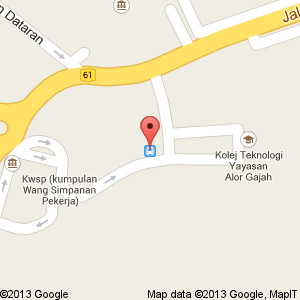 Dataran
61
Jal
Kwsp (kumpulan
Wang Simpanan
Pekerja)
Kolej Teknologi
Yayasan
Alor Gajah
©2013 Google
Map data ©2013 Google, MapIT